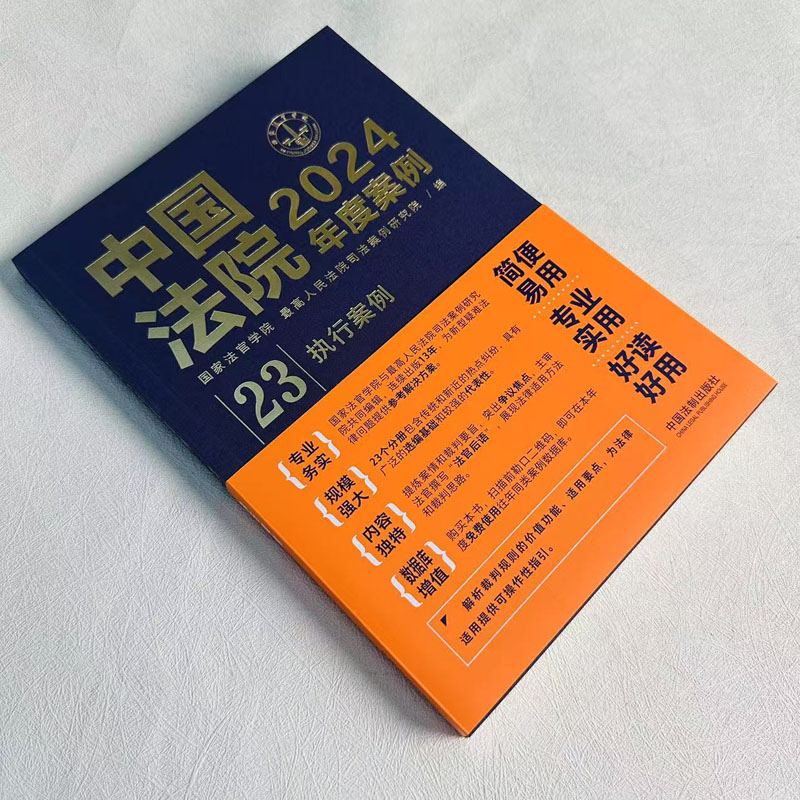 中国
法院
2024
年度案例
国家法官学院 最高人民法院司法案例研究院 / 编
23
执行案例
简便
易用
专业
实用
好读
好用
专业
务实
国家法官学院与最高人民法院司法案例研究
院共同编辑，连续出版13年，为新型疑难法
律问题提供参考解决方案。
规模
强大
23个分册包含传统和新近的热点纠纷，具有
广泛的选编基础和较强的代表性。
内容
独特
提炼案情和裁判要旨，突出争议焦点，主审
法官撰写“法官后语”，展现法律适用方法
和裁判思路。
数据库
增值
购买本书，扫描前勒口二维码，即可在本年
度免费使用往年同类案例数据库。
解析裁判规则的价值功能、适用要点，为法律
适用提供可操作性指引。
中国法制出版社
CHINA LEGAL PUBLISHING HOUSE